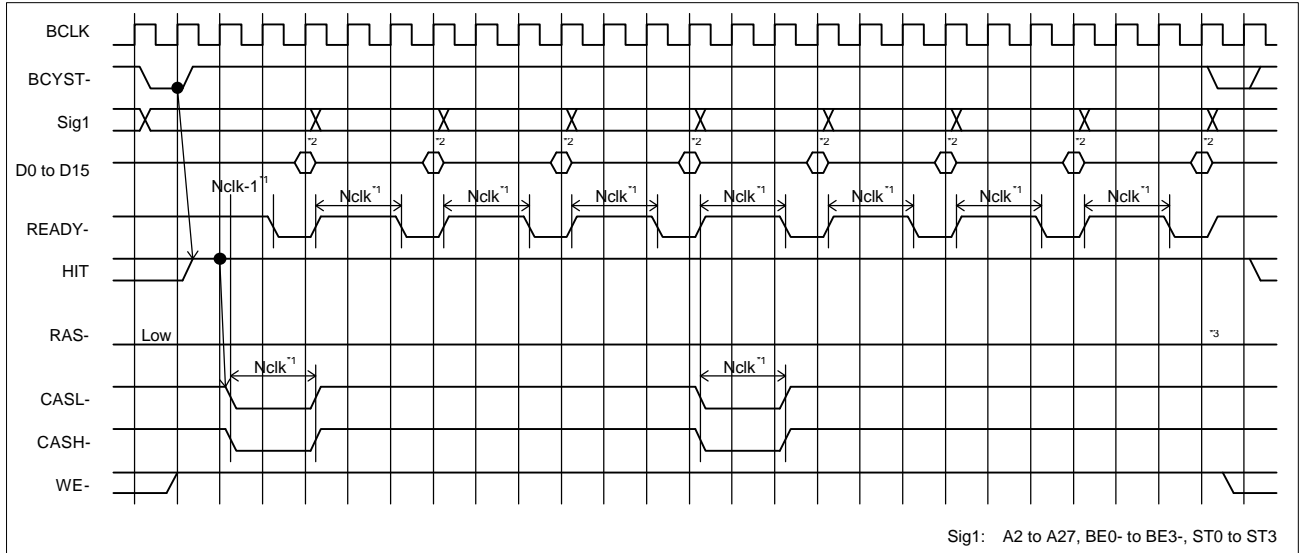 BCLK
BCYST-
Sig1
*2 *2 *2 *2 *2 *2 *2 *2
D0 to D15
Nclk-1*1 Nclk*1 Nclk*1 Nclk*1 Nclk*1 Nclk*1 Nclk*1 Nclk*1
READY-
HIT
RAS- Low *3
Nclk*1 Nclk*1
CASL-
CASH-
WE-
Sig1: A2 to A27, BE0- to BE3-, ST0 to ST3